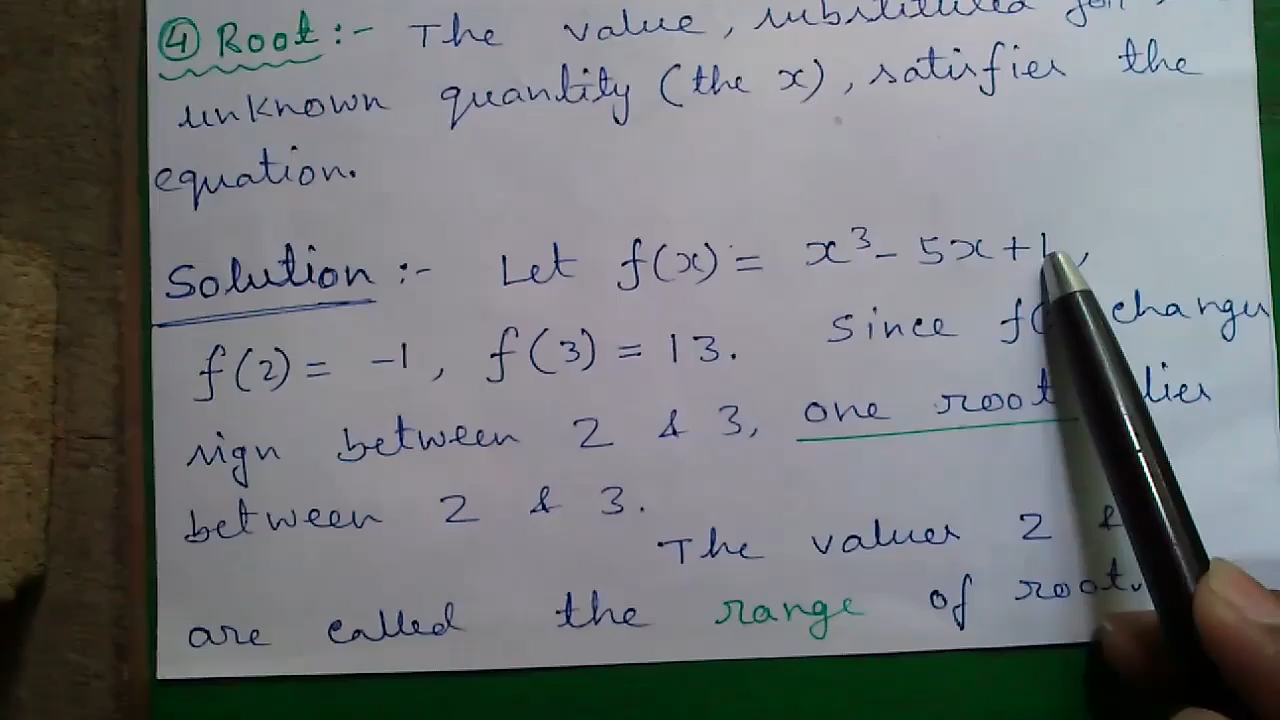 ④ Root :- The value, substituted for
unknown quantity (the x), satisfies the
equation.
Solution :- Let f(x) = x³ - 5x + 1,
f(2) = -1, f(3) = 13. Since changes
sign between 2 & 3, one root lies
between 2 & 3.
The values 2 &
are called the range of root.